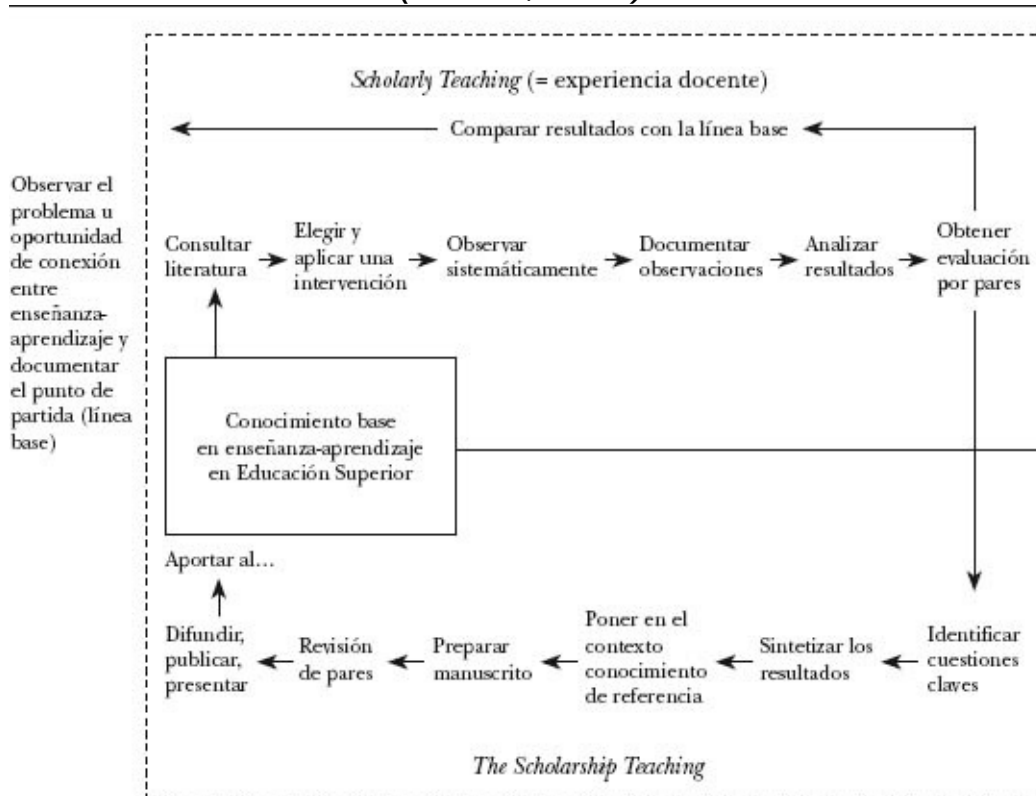 Scholarly Teaching (= experiencia docente)
Comparar resultados con la línea base
Observar el
problema u
oportunidad
de conexión
entre
enseñanza-
aprendizaje y
documentar
el punto de
partida (línea
base)
Consultar
literatura
Elegir y
aplicar una
intervención
Observar
sistemáticamente
Documentar
observaciones
Analizar
resultados
Obtener
evaluación
por pares
Conocimiento base
en enseñanza-aprendizaje
en Educación Superior
Aportar al...
Difundir,
publicar,
presentar
Revisión
de pares
Preparar
manuscrito
Poner en el
contexto
conocimiento
de referencia
Sintetizar los
resultados
Identificar
cuestiones
claves
The Scholarship Teaching